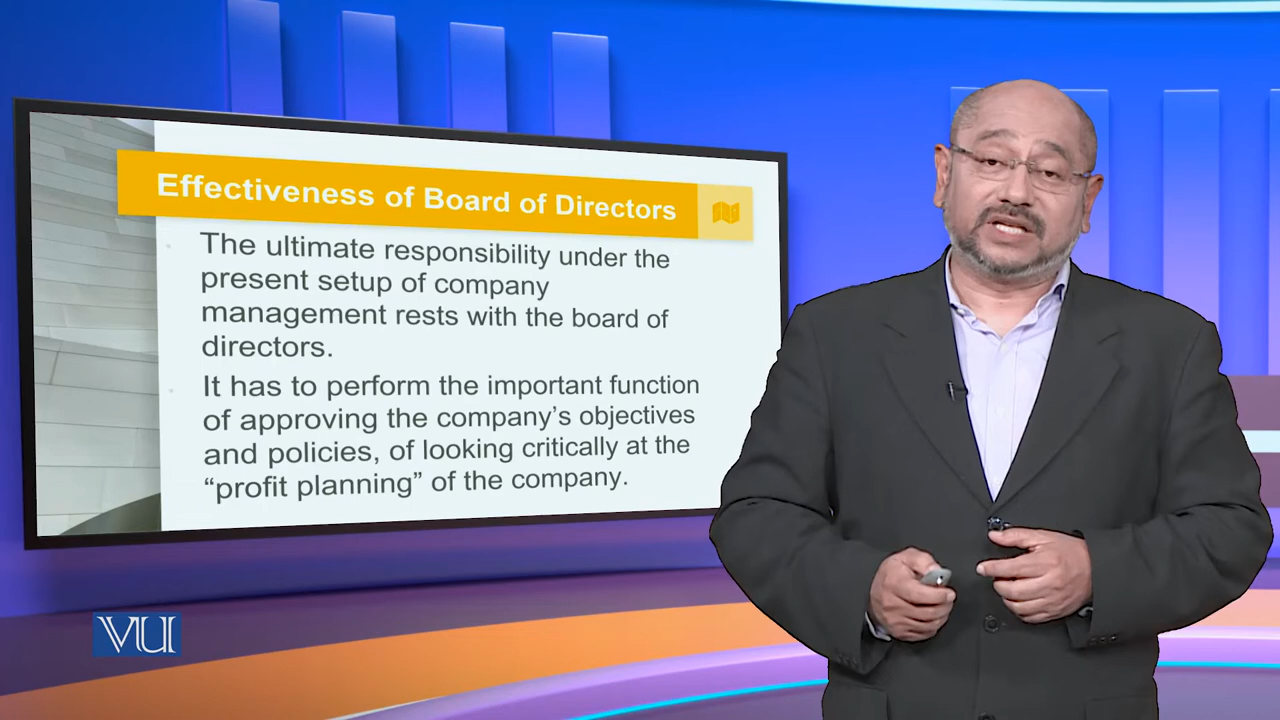 Effectiveness of Board of Directors
The ultimate responsibility under the
present setup of company
management rests with the board of
directors.
It has to perform the important function
of approving the company’s objectives
and policies, of looking critically at the
“profit planning” of the company.
VU